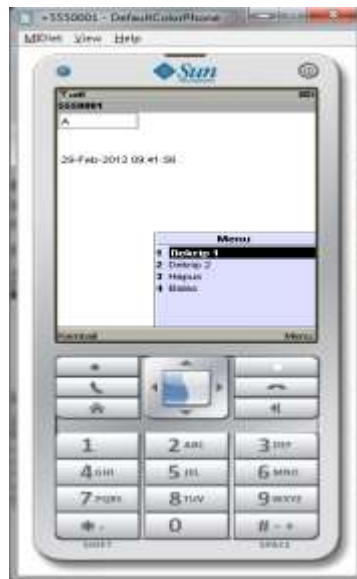 +5550001 - DefaultColorPhone
MIDlet View Help
Sun
5550001
A
29-Feb-2012 09:41:56
Menu
1 Dekrip 1
2 Dekrip 2
3 Hapus
4 Balas
Kembali Menu
1 2 ABC 3 DEF
4 GHI 5 JKL 6 MNO
7 PQRS 8 TUV 9 WXYZ
* . 0 # - +
SHIFT SPACE